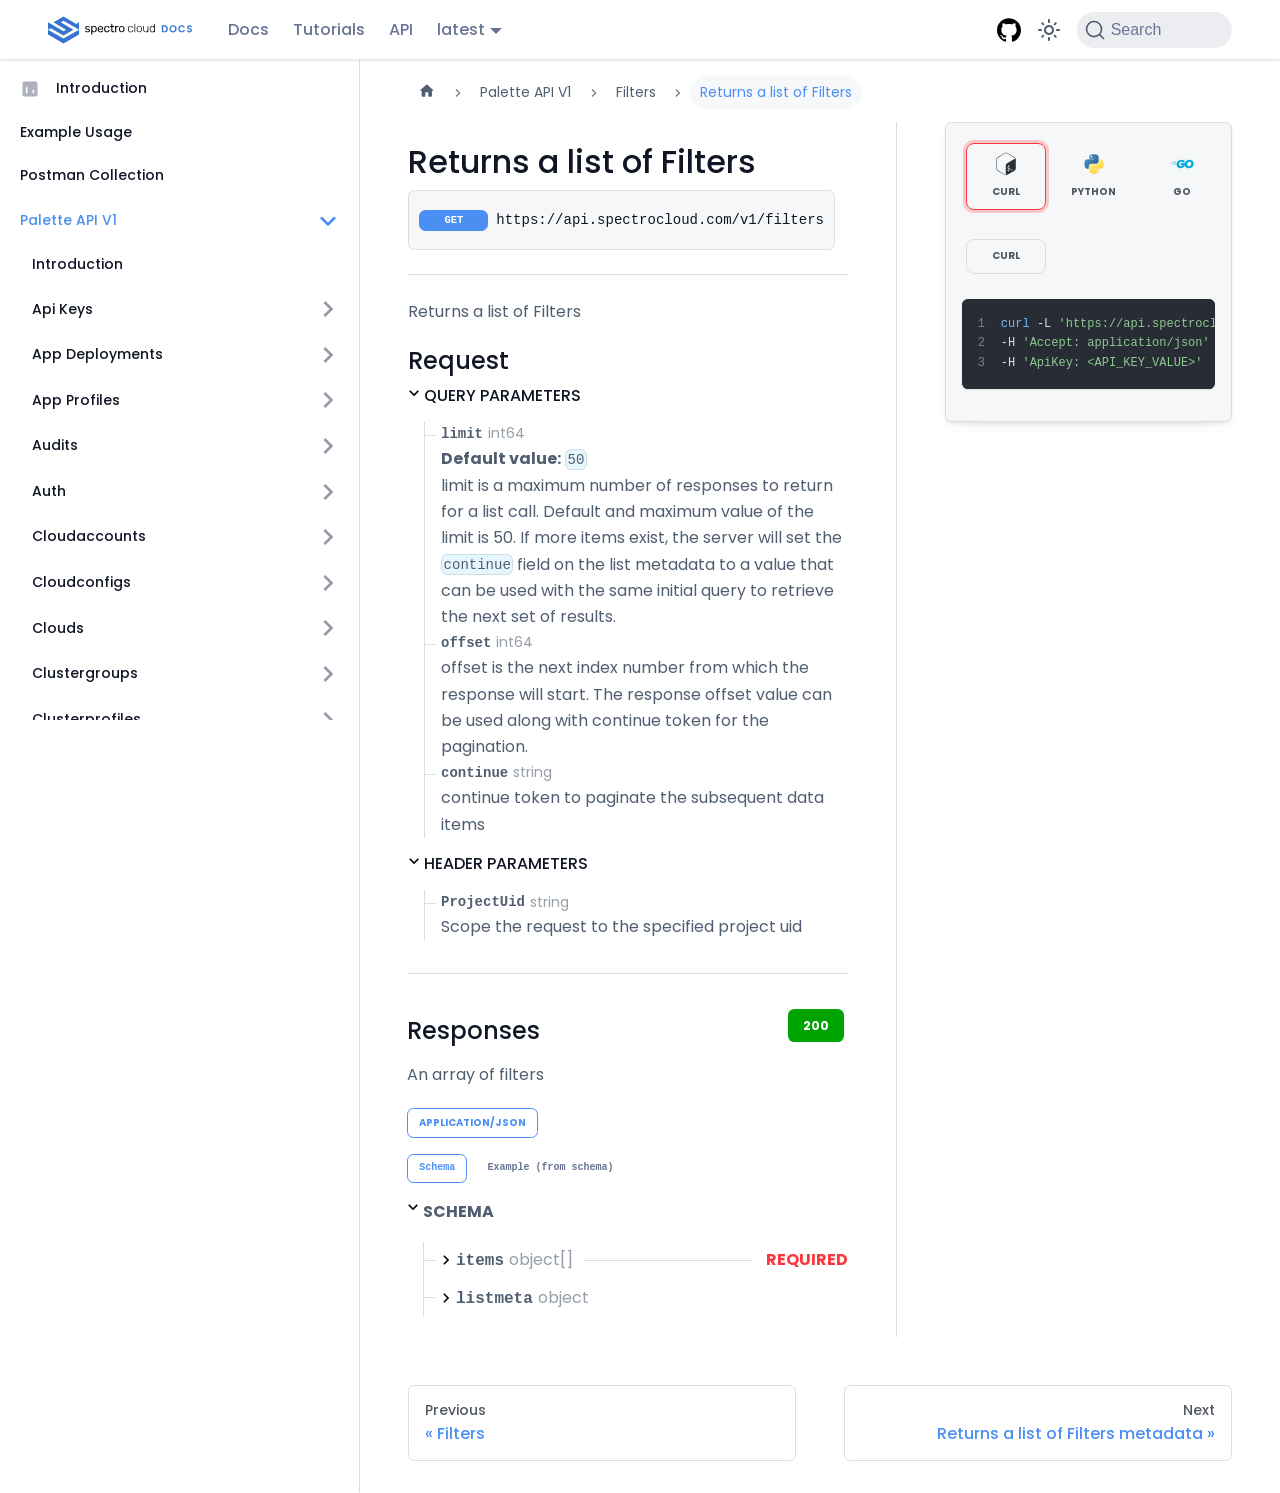 spectro cloud DOCS
Docs
Tutorials
API
latest
Search
Introduction
Example Usage
Postman Collection
Palette API V1
Introduction
Api Keys
App Deployments
App Profiles
Audits
Auth
Cloudaccounts
Cloudconfigs
Clouds
Clustergroups
Clusterprofiles
Palette API V1
Filters
Returns a list of Filters
Returns a list of Filters
GET https://api.spectrocloud.com/v1/filters
Returns a list of Filters
Request
QUERY PARAMETERS
limit int64
Default value: 50
limit is a maximum number of responses to return
for a list call. Default and maximum value of the
limit is 50. If more items exist, the server will set the
continue field on the list metadata to a value that
can be used with the same initial query to retrieve
the next set of results.
offset int64
offset is the next index number from which the
response will start. The response offset value can
be used along with continue token for the
pagination.
continue string
continue token to paginate the subsequent data
items
HEADER PARAMETERS
ProjectUid string
Scope the request to the specified project uid
Responses
200
An array of filters
APPLICATION/JSON
Schema
Example (from schema)
SCHEMA
items object[]
REQUIRED
listmeta object
CURL
PYTHON
GO
CURL
1 curl -L 'https://api.spectrocl
2 -H 'Accept: application/json'
3 -H 'ApiKey: <API_KEY_VALUE>'
Previous
« Filters
Next
Returns a list of Filters metadata »